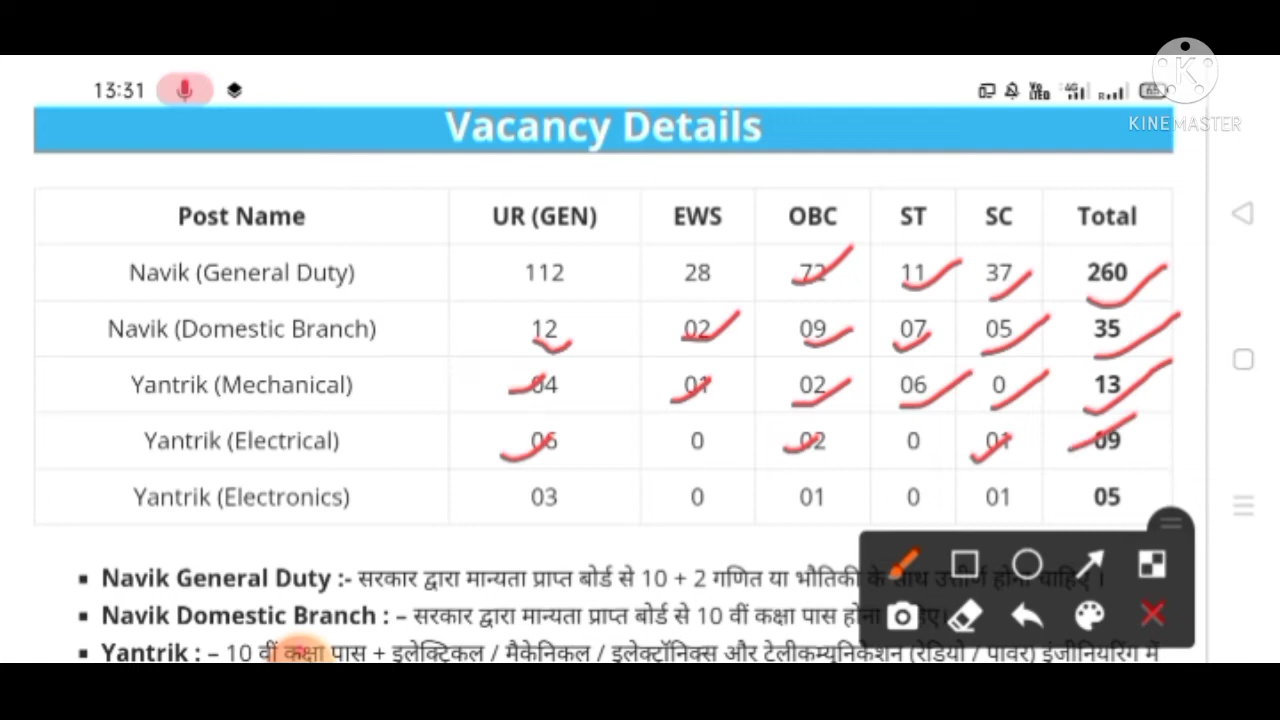 13:31
KINEMASTER
Vacancy Details
Post Name UR (GEN) EWS OBC ST SC Total
Navik (General Duty) 112 28 72 11 37 260
Navik (Domestic Branch) 12 02 09 07 05 35
Yantrik (Mechanical) 04 01 02 06 0 13
Yantrik (Electrical) 06 0 02 0 01 09
Yantrik (Electronics) 03 0 01 0 01 05
▪ Navik General Duty :- सरकार द्वारा मान्यता प्राप्त बोर्ड से 10 + 2 गणित या भौतिकी के साथ उत्तीर्ण होना चाहिए ।
▪ Navik Domestic Branch : – सरकार द्वारा मान्यता प्राप्त बोर्ड से 10 वीं कक्षा पास होना
▪ Yantrik : – 10 वीं कक्षा पास + इलेक्ट्रिकल / मैकेनिकल / इलेक्ट्रॉनिक्स और टेलीकम्युनिकेशन (रेडियो / पावर) इंजीनियरिंग में